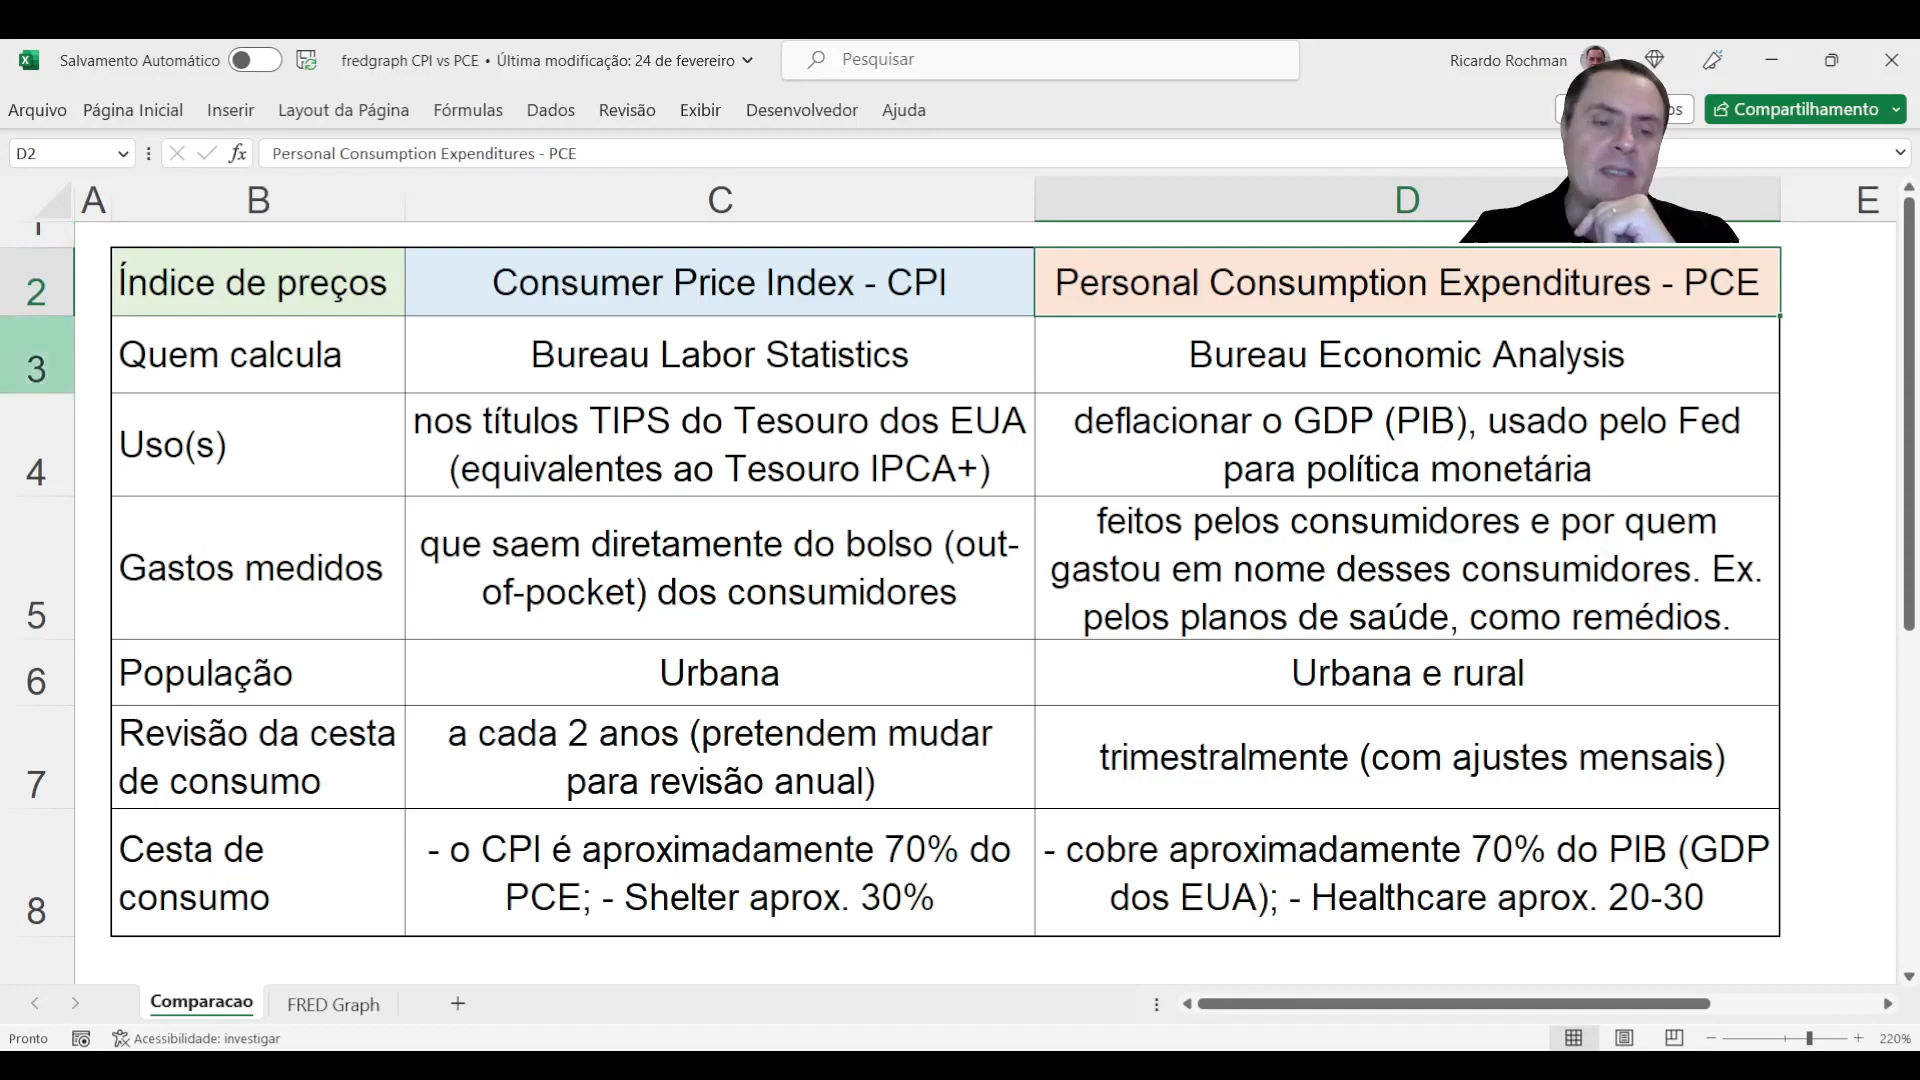 Salvamento Automático
fredgraph CPI vs PCE • Última modificação: 24 de fevereiro
Pesquisar
Ricardo Rochman
Arquivo Página Inicial Inserir Layout da Página Fórmulas Dados Revisão Exibir Desenvolvedor Ajuda
Compartilhamento
D2
fx
Personal Consumption Expenditures - PCE
A B C D E
2
Índice de preços
Consumer Price Index - CPI
Personal Consumption Expenditures - PCE
3
Quem calcula
Bureau Labor Statistics
Bureau Economic Analysis
4
Uso(s)
nos títulos TIPS do Tesouro dos EUA
(equivalentes ao Tesouro IPCA+)
deflacionar o GDP (PIB), usado pelo Fed
para política monetária
5
Gastos medidos
que saem diretamente do bolso (out-
of-pocket) dos consumidores
feitos pelos consumidores e por quem
gastou em nome desses consumidores. Ex.
pelos planos de saúde, como remédios.
6
População
Urbana
Urbana e rural
7
Revisão da cesta
de consumo
a cada 2 anos (pretendem mudar
para revisão anual)
trimestralmente (com ajustes mensais)
8
Cesta de
consumo
- o CPI é aproximadamente 70% do
PCE; - Shelter aprox. 30%
- cobre aproximadamente 70% do PIB (GDP
dos EUA); - Healthcare aprox. 20-30
Comparacao FRED Graph
Pronto
Acessibilidade: investigar
220%